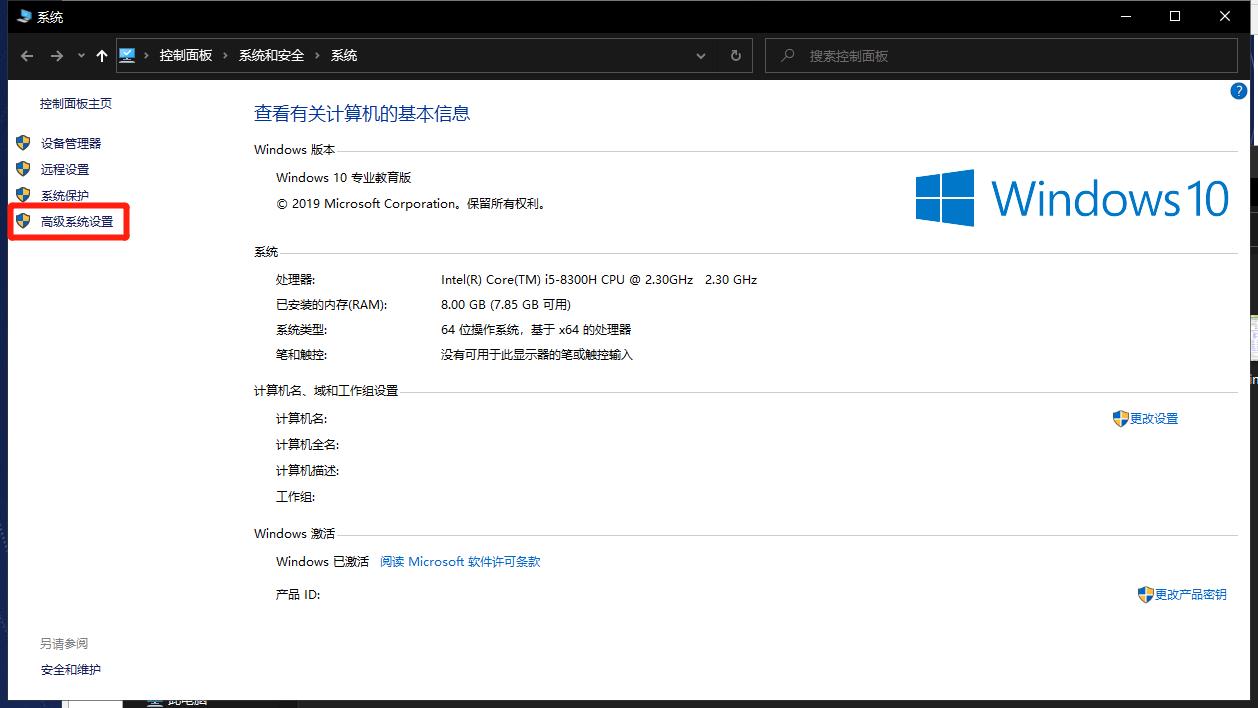 系统
控制面板 › 系统和安全 › 系统
搜索控制面板
控制面板主页
设备管理器
远程设置
系统保护
高级系统设置
?
查看有关计算机的基本信息
Windows 版本
Windows 10 专业教育版
© 2019 Microsoft Corporation。保留所有权利。
Windows 10
系统
处理器: Intel(R) Core(TM) i5-8300H CPU @ 2.30GHz 2.30 GHz
已安装的内存(RAM): 8.00 GB (7.85 GB 可用)
系统类型: 64 位操作系统, 基于 x64 的处理器
笔和触控: 没有可用于此显示器的笔或触控输入
计算机名、域和工作组设置
计算机名: 更改设置
计算机全名:
计算机描述:
工作组:
Windows 激活
Windows 已激活 阅读 Microsoft 软件许可条款
产品 ID: 更改产品密钥
另请参阅
安全和维护
此电脑